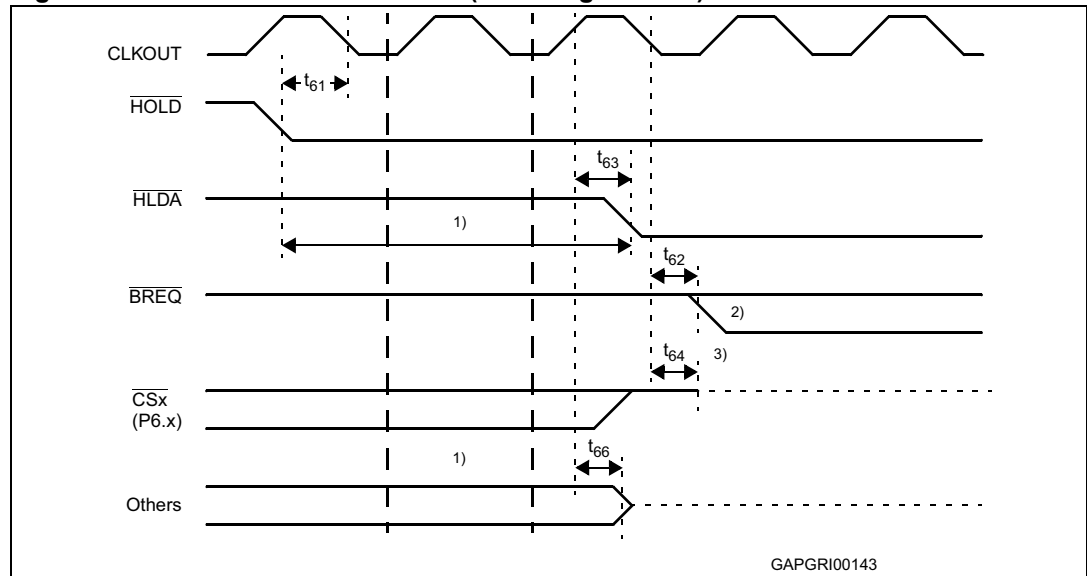 CLKOUT
t61
HOLD
t63
HLDA
1)
t62
BREQ
2)
t64
3)
CSx
(P6.x)
1)
t66
Others
GAPGRI00143